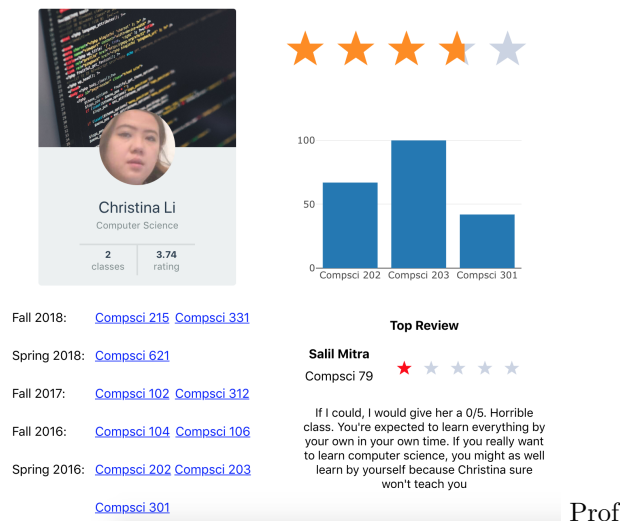 Christina Li
Computer Science
2 3.74
classes rating
100
50
0
Compsci 202 Compsci 203 Compsci 301
Fall 2018: Compsci 215 Compsci 331
Spring 2018: Compsci 621
Fall 2017: Compsci 102 Compsci 312
Fall 2016: Compsci 104 Compsci 106
Spring 2016: Compsci 202 Compsci 203
Compsci 301
Top Review
Salil Mitra
Compsci 79
If I could, I would give her a 0/5. Horrible
class. You're expected to learn everything by
your own in your own time. If you really want
to learn computer science, you might as well
learn by yourself because Christina sure
won't teach you
Prof